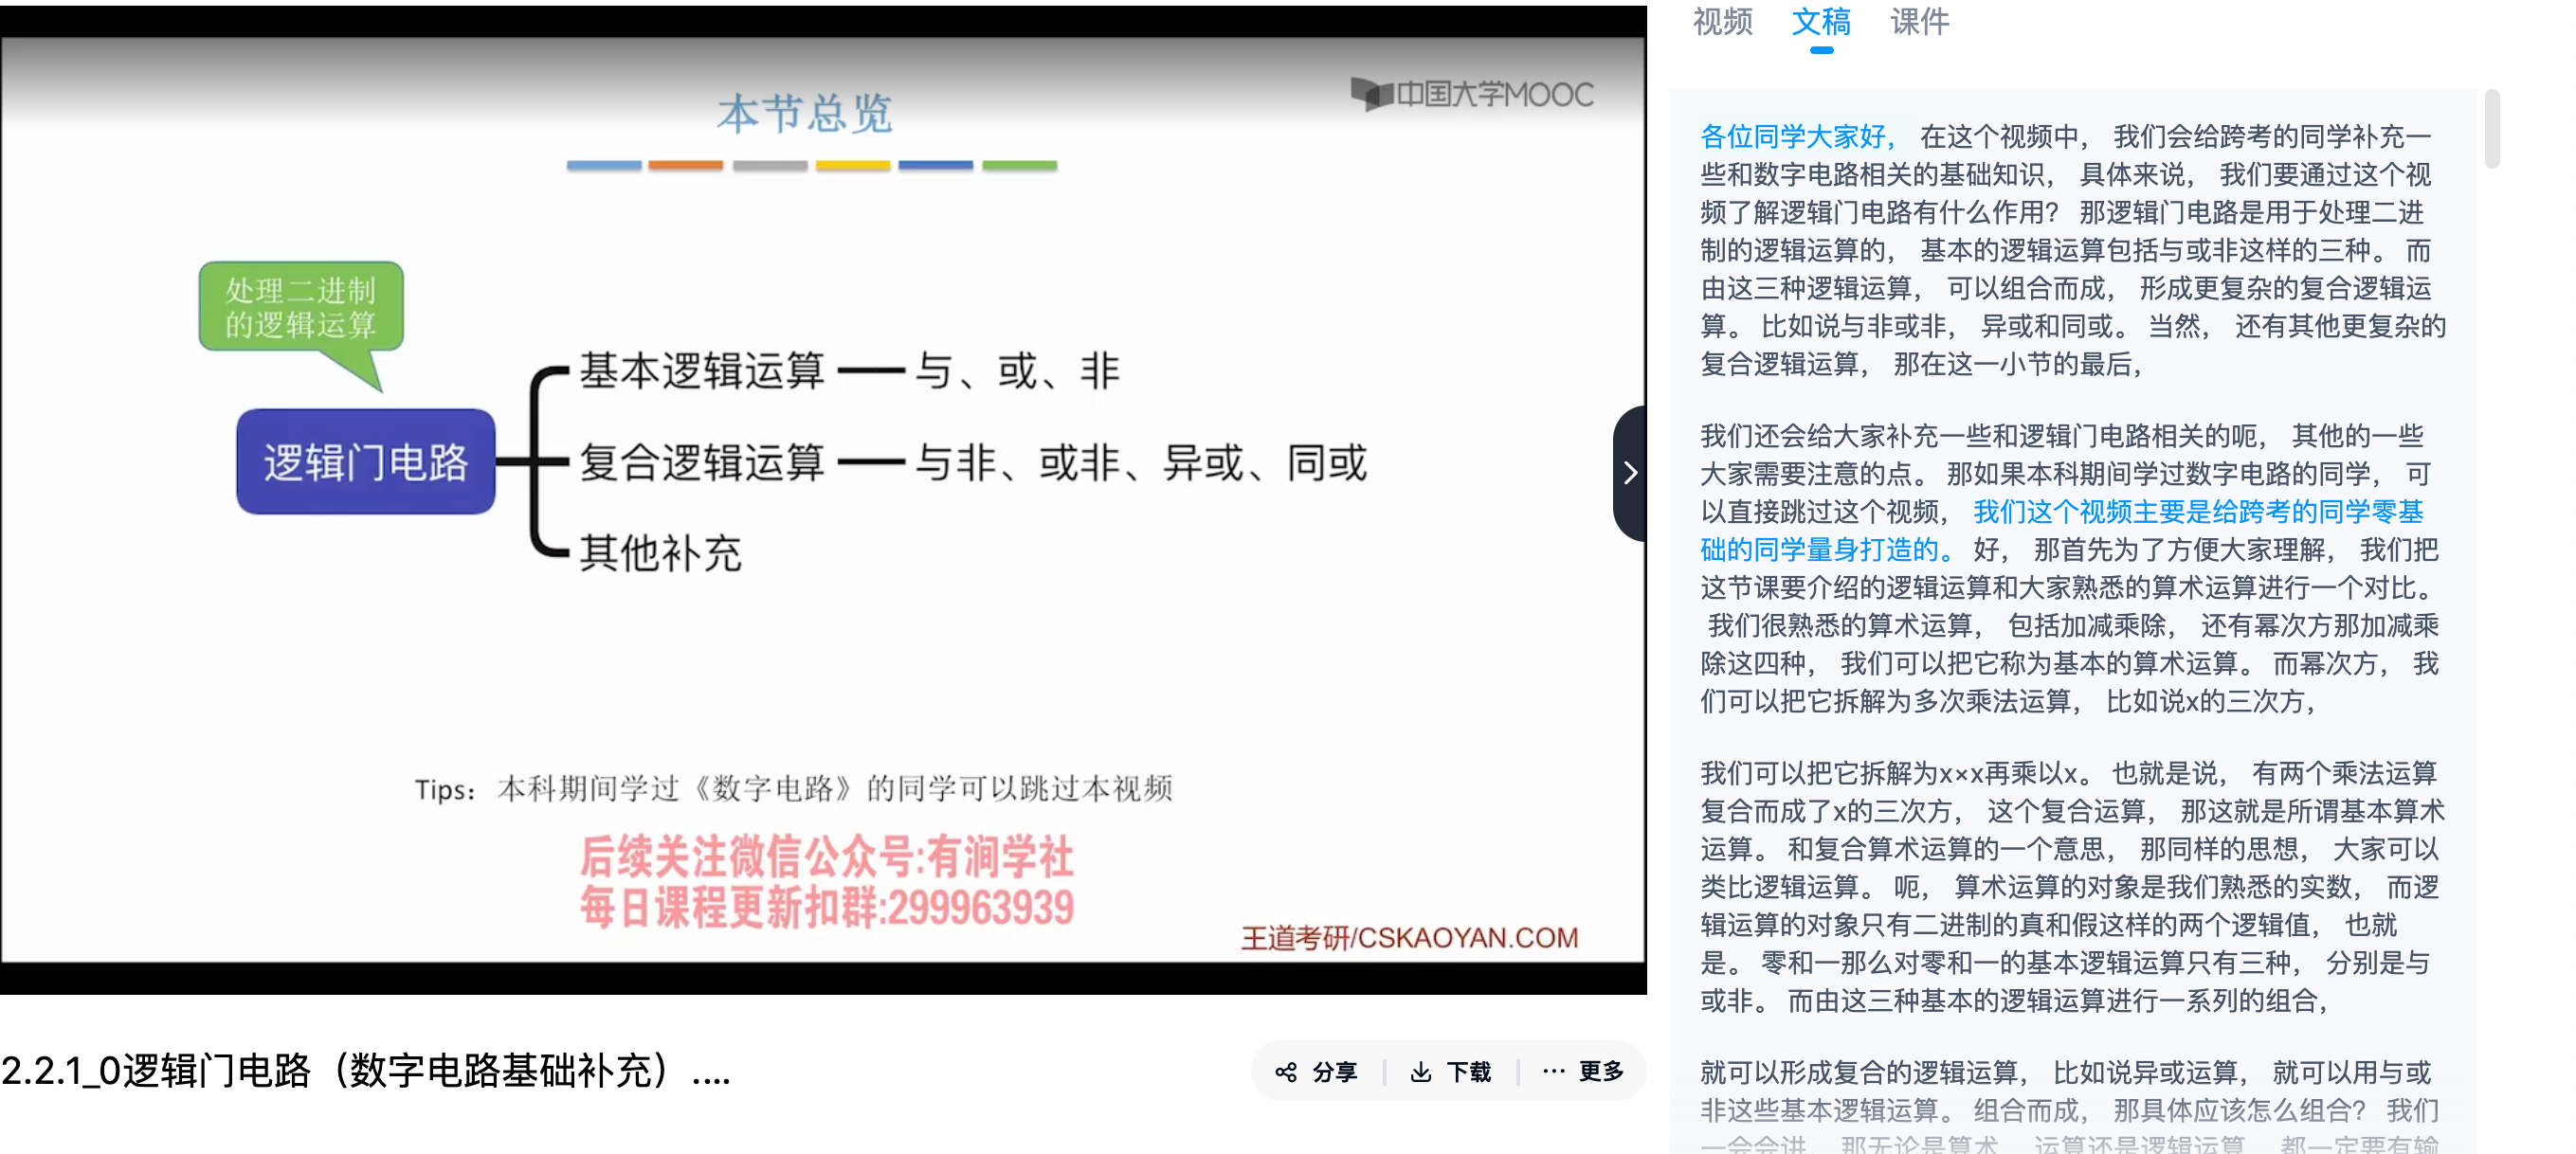 本节总览
中国大学MOOC
处理二进制
的逻辑运算
逻辑门电路
基本逻辑运算 —— 与、或、非
复合逻辑运算 —— 与非、或非、异或、同或
其他补充
Tips：本科期间学过《数字电路》的同学可以跳过本视频
后续关注微信公众号:有涧学社
每日课程更新扣群:299963939
王道考研/CSKAOYAN.COM
2.2.1_0逻辑门电路（数字电路基础补充）....
分享
下载
更多
视频 文稿 课件
各位同学大家好， 在这个视频中， 我们会给跨考的同学补充一
些和数字电路相关的基础知识， 具体来说， 我们要通过这个视
频了解逻辑门电路有什么作用？ 那逻辑门电路是用于处理二进
制的逻辑运算的， 基本的逻辑运算包括与或非这样的三种。 而
由这三种逻辑运算， 可以组合而成， 形成更复杂的复合逻辑运
算。 比如说与非或非， 异或和同或。 当然， 还有其他更复杂的
复合逻辑运算， 那在这一小节的最后，
我们还会给大家补充一些和逻辑门电路相关的呃， 其他的一些
大家需要注意的点。 那如果本科期间学过数字电路的同学， 可
以直接跳过这个视频， 我们这个视频主要是给跨考的同学零基
础的同学量身打造的。 好， 那首先为了方便大家理解， 我们把
这节课要介绍的逻辑运算和大家熟悉的算术运算进行一个对比。
我们很熟悉的算术运算， 包括加减乘除， 还有幂次方那加减乘
除这四种， 我们可以把它称为基本的算术运算。 而幂次方， 我
们可以把它拆解为多次乘法运算， 比如说x的三次方，
我们可以把它拆解为x×x再乘以x。 也就是说， 有两个乘法运算
复合而成了x的三次方， 这个复合运算， 那这就是所谓基本算术
运算。 和复合算术运算的一个意思， 那同样的思想， 大家可以
类比逻辑运算。 呃， 算术运算的对象是我们熟悉的实数， 而逻
辑运算的对象只有二进制的真和假这样的两个逻辑值， 也就
是。 零和一那么对零和一的基本逻辑运算只有三种， 分别是与
或非。 而由这三种基本的逻辑运算进行一系列的组合，
就可以形成复合的逻辑运算， 比如说异或运算， 就可以用与或
非这些基本逻辑运算。 组合而成， 那具体应该怎么组合？ 我们
一会会讲， 那无论是算术， 运算还是逻辑运算， 都一定要有输